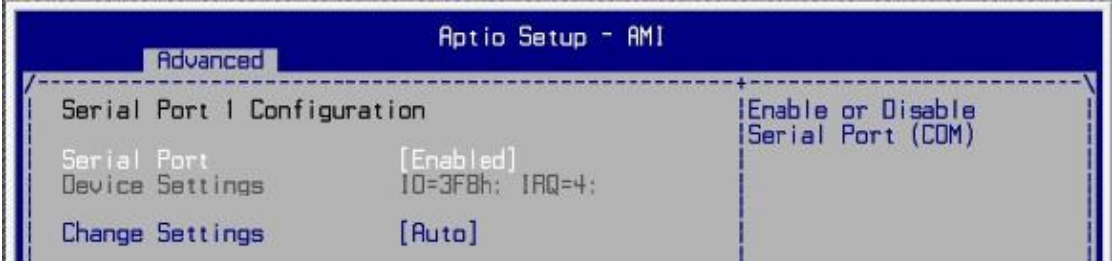 Aptio Setup - AMI
Advanced
Serial Port 1 Configuration
Enable or Disable
Serial Port (COM)
Serial Port [Enabled]
Device Settings IO=3F8h; IRQ=4;
Change Settings [Auto]